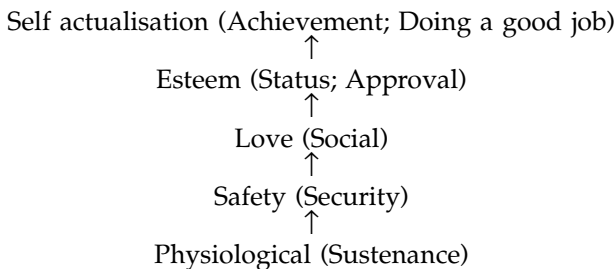 Self actualisation (Achievement; Doing a good job)
↑
Esteem (Status; Approval)
↑
Love (Social)
↑
Safety (Security)
↑
Physiological (Sustenance)